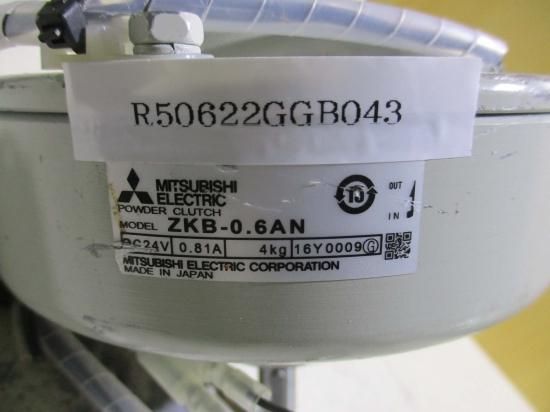 R50622GGB043
MITSUBISHI
ELECTRIC
POWDER CLUTCH
MODEL ZKB-0.6AN
DC24V 0.81A 4kg 16Y0009Ⓖ
MITSUBISHI ELECTRIC CORPORATION
MADE IN JAPAN
OUT
IN